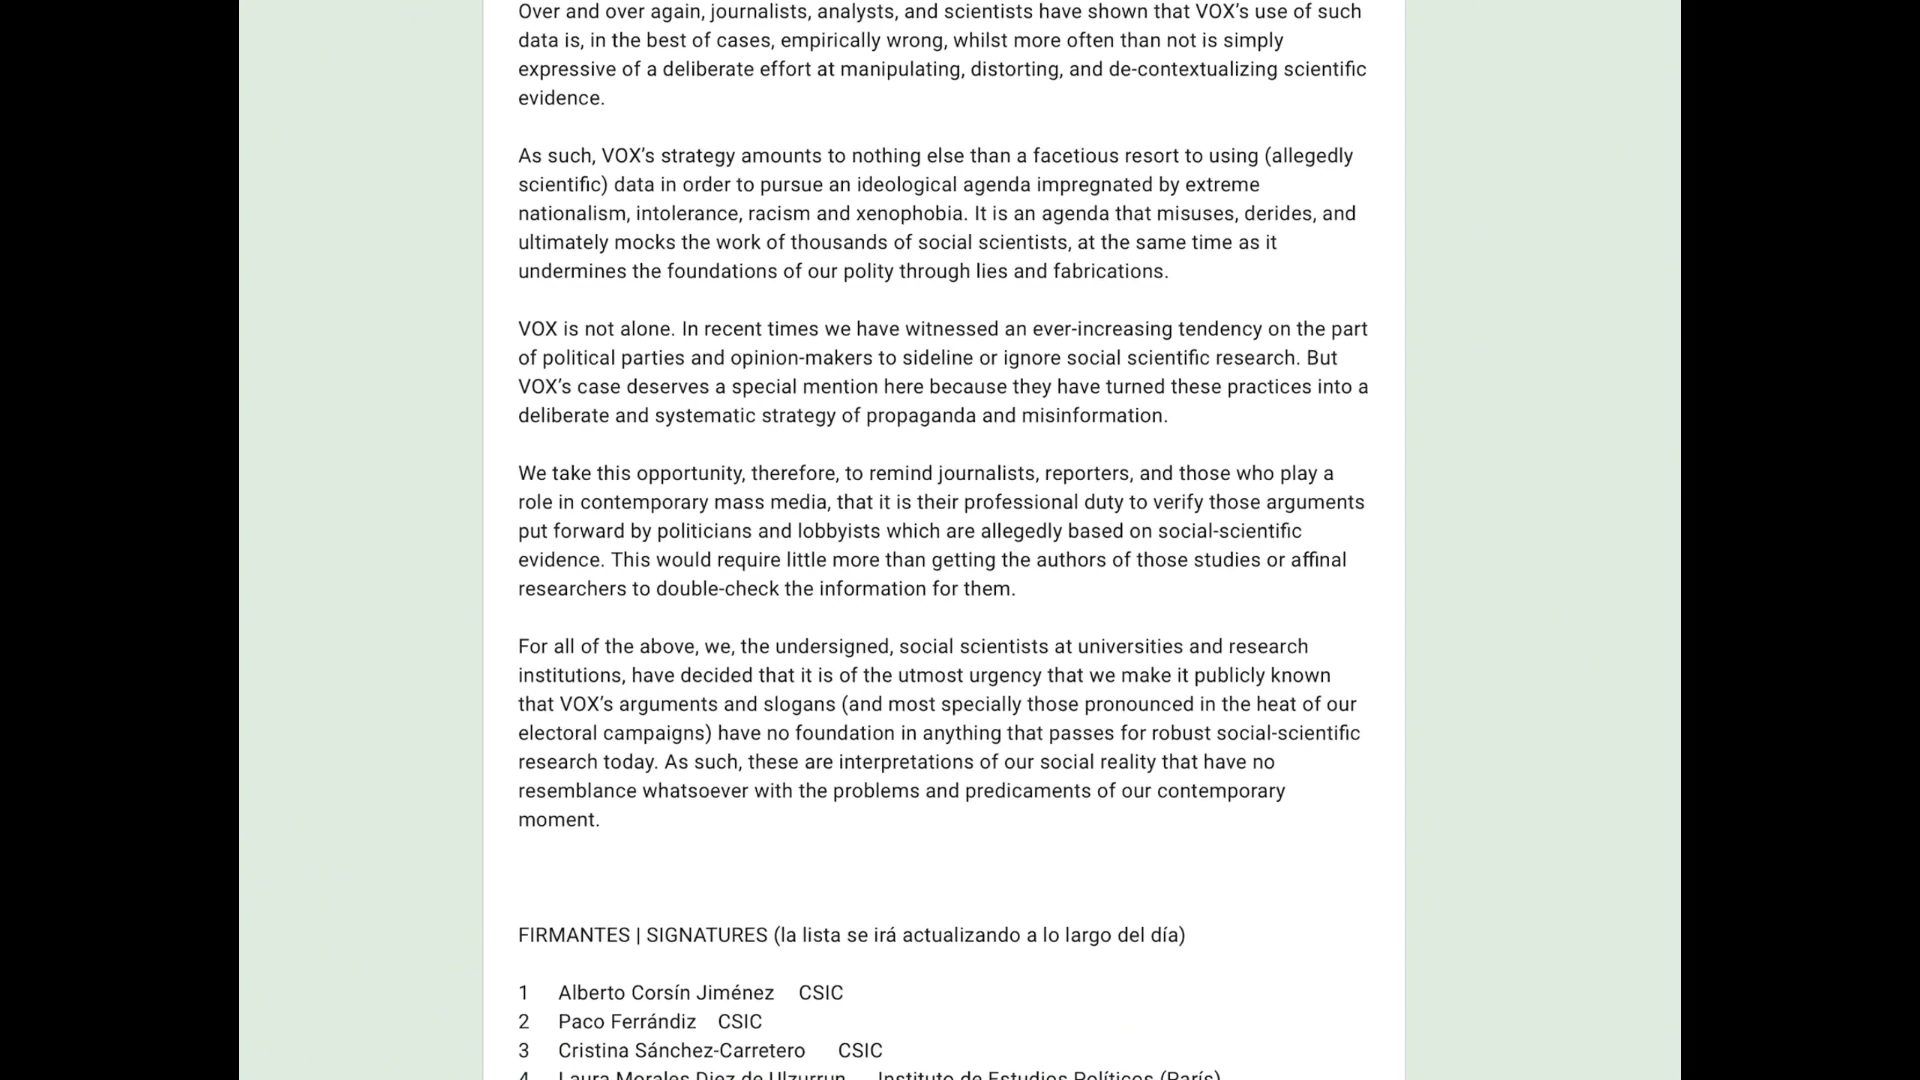 Over and over again, journalists, analysts, and scientists have shown that VOX’s use of such
data is, in the best of cases, empirically wrong, whilst more often than not is simply
expressive of a deliberate effort at manipulating, distorting, and de-contextualizing scientific
evidence.
As such, VOX’s strategy amounts to nothing else than a facetious resort to using (allegedly
scientific) data in order to pursue an ideological agenda impregnated by extreme
nationalism, intolerance, racism and xenophobia. It is an agenda that misuses, derides, and
ultimately mocks the work of thousands of social scientists, at the same time as it
undermines the foundations of our polity through lies and fabrications.
VOX is not alone. In recent times we have witnessed an ever-increasing tendency on the part
of political parties and opinion-makers to sideline or ignore social scientific research. But
VOX’s case deserves a special mention here because they have turned these practices into a
deliberate and systematic strategy of propaganda and misinformation.
We take this opportunity, therefore, to remind journalists, reporters, and those who play a
role in contemporary mass media, that it is their professional duty to verify those arguments
put forward by politicians and lobbyists which are allegedly based on social-scientific
evidence. This would require little more than getting the authors of those studies or affinal
researchers to double-check the information for them.
For all of the above, we, the undersigned, social scientists at universities and research
institutions, have decided that it is of the utmost urgency that we make it publicly known
that VOX’s arguments and slogans (and most specially those pronounced in the heat of our
electoral campaigns) have no foundation in anything that passes for robust social-scientific
research today. As such, these are interpretations of our social reality that have no
resemblance whatsoever with the problems and predicaments of our contemporary
moment.
FIRMANTES | SIGNATURES (la lista se irá actualizando a lo largo del día)
1 Alberto Corsín Jiménez CSIC
2 Paco Ferrándiz CSIC
3 Cristina Sánchez-Carretero CSIC
4 Laura Morales Diez de Ulzurrun Instituto de Estudios Políticos (París)